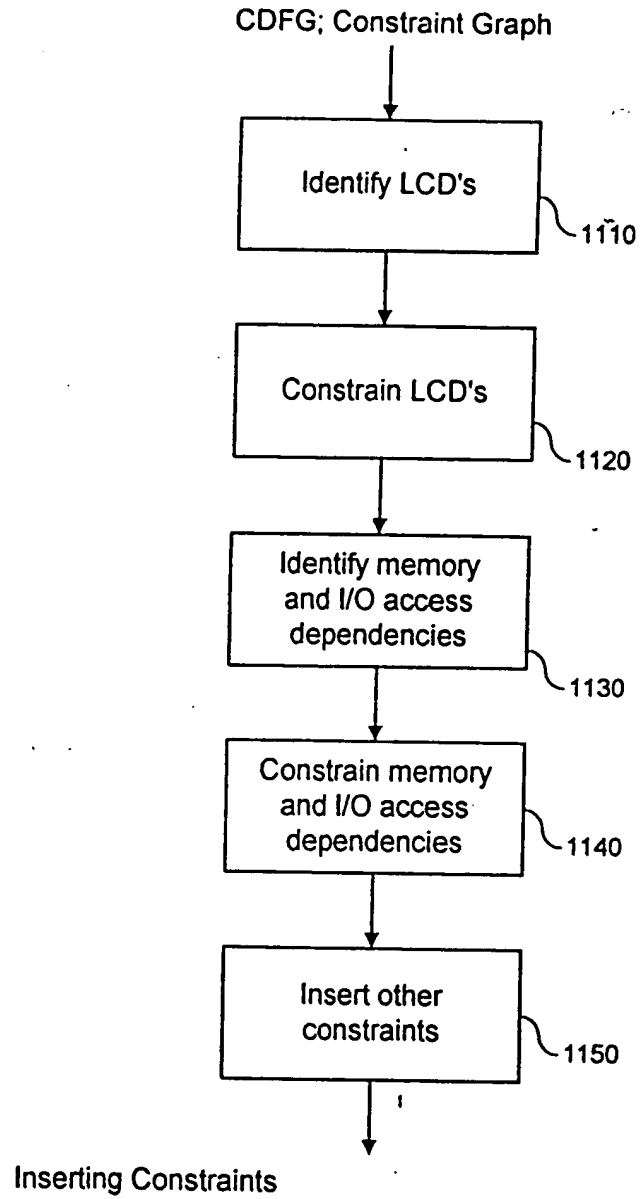 CDFG; Constraint Graph
Identify LCD's
1110
Constrain LCD's
1120
Identify memory
and I/O access
dependencies
1130
Constrain memory
and I/O access
dependencies
1140
Insert other
constraints
1150
Inserting Constraints